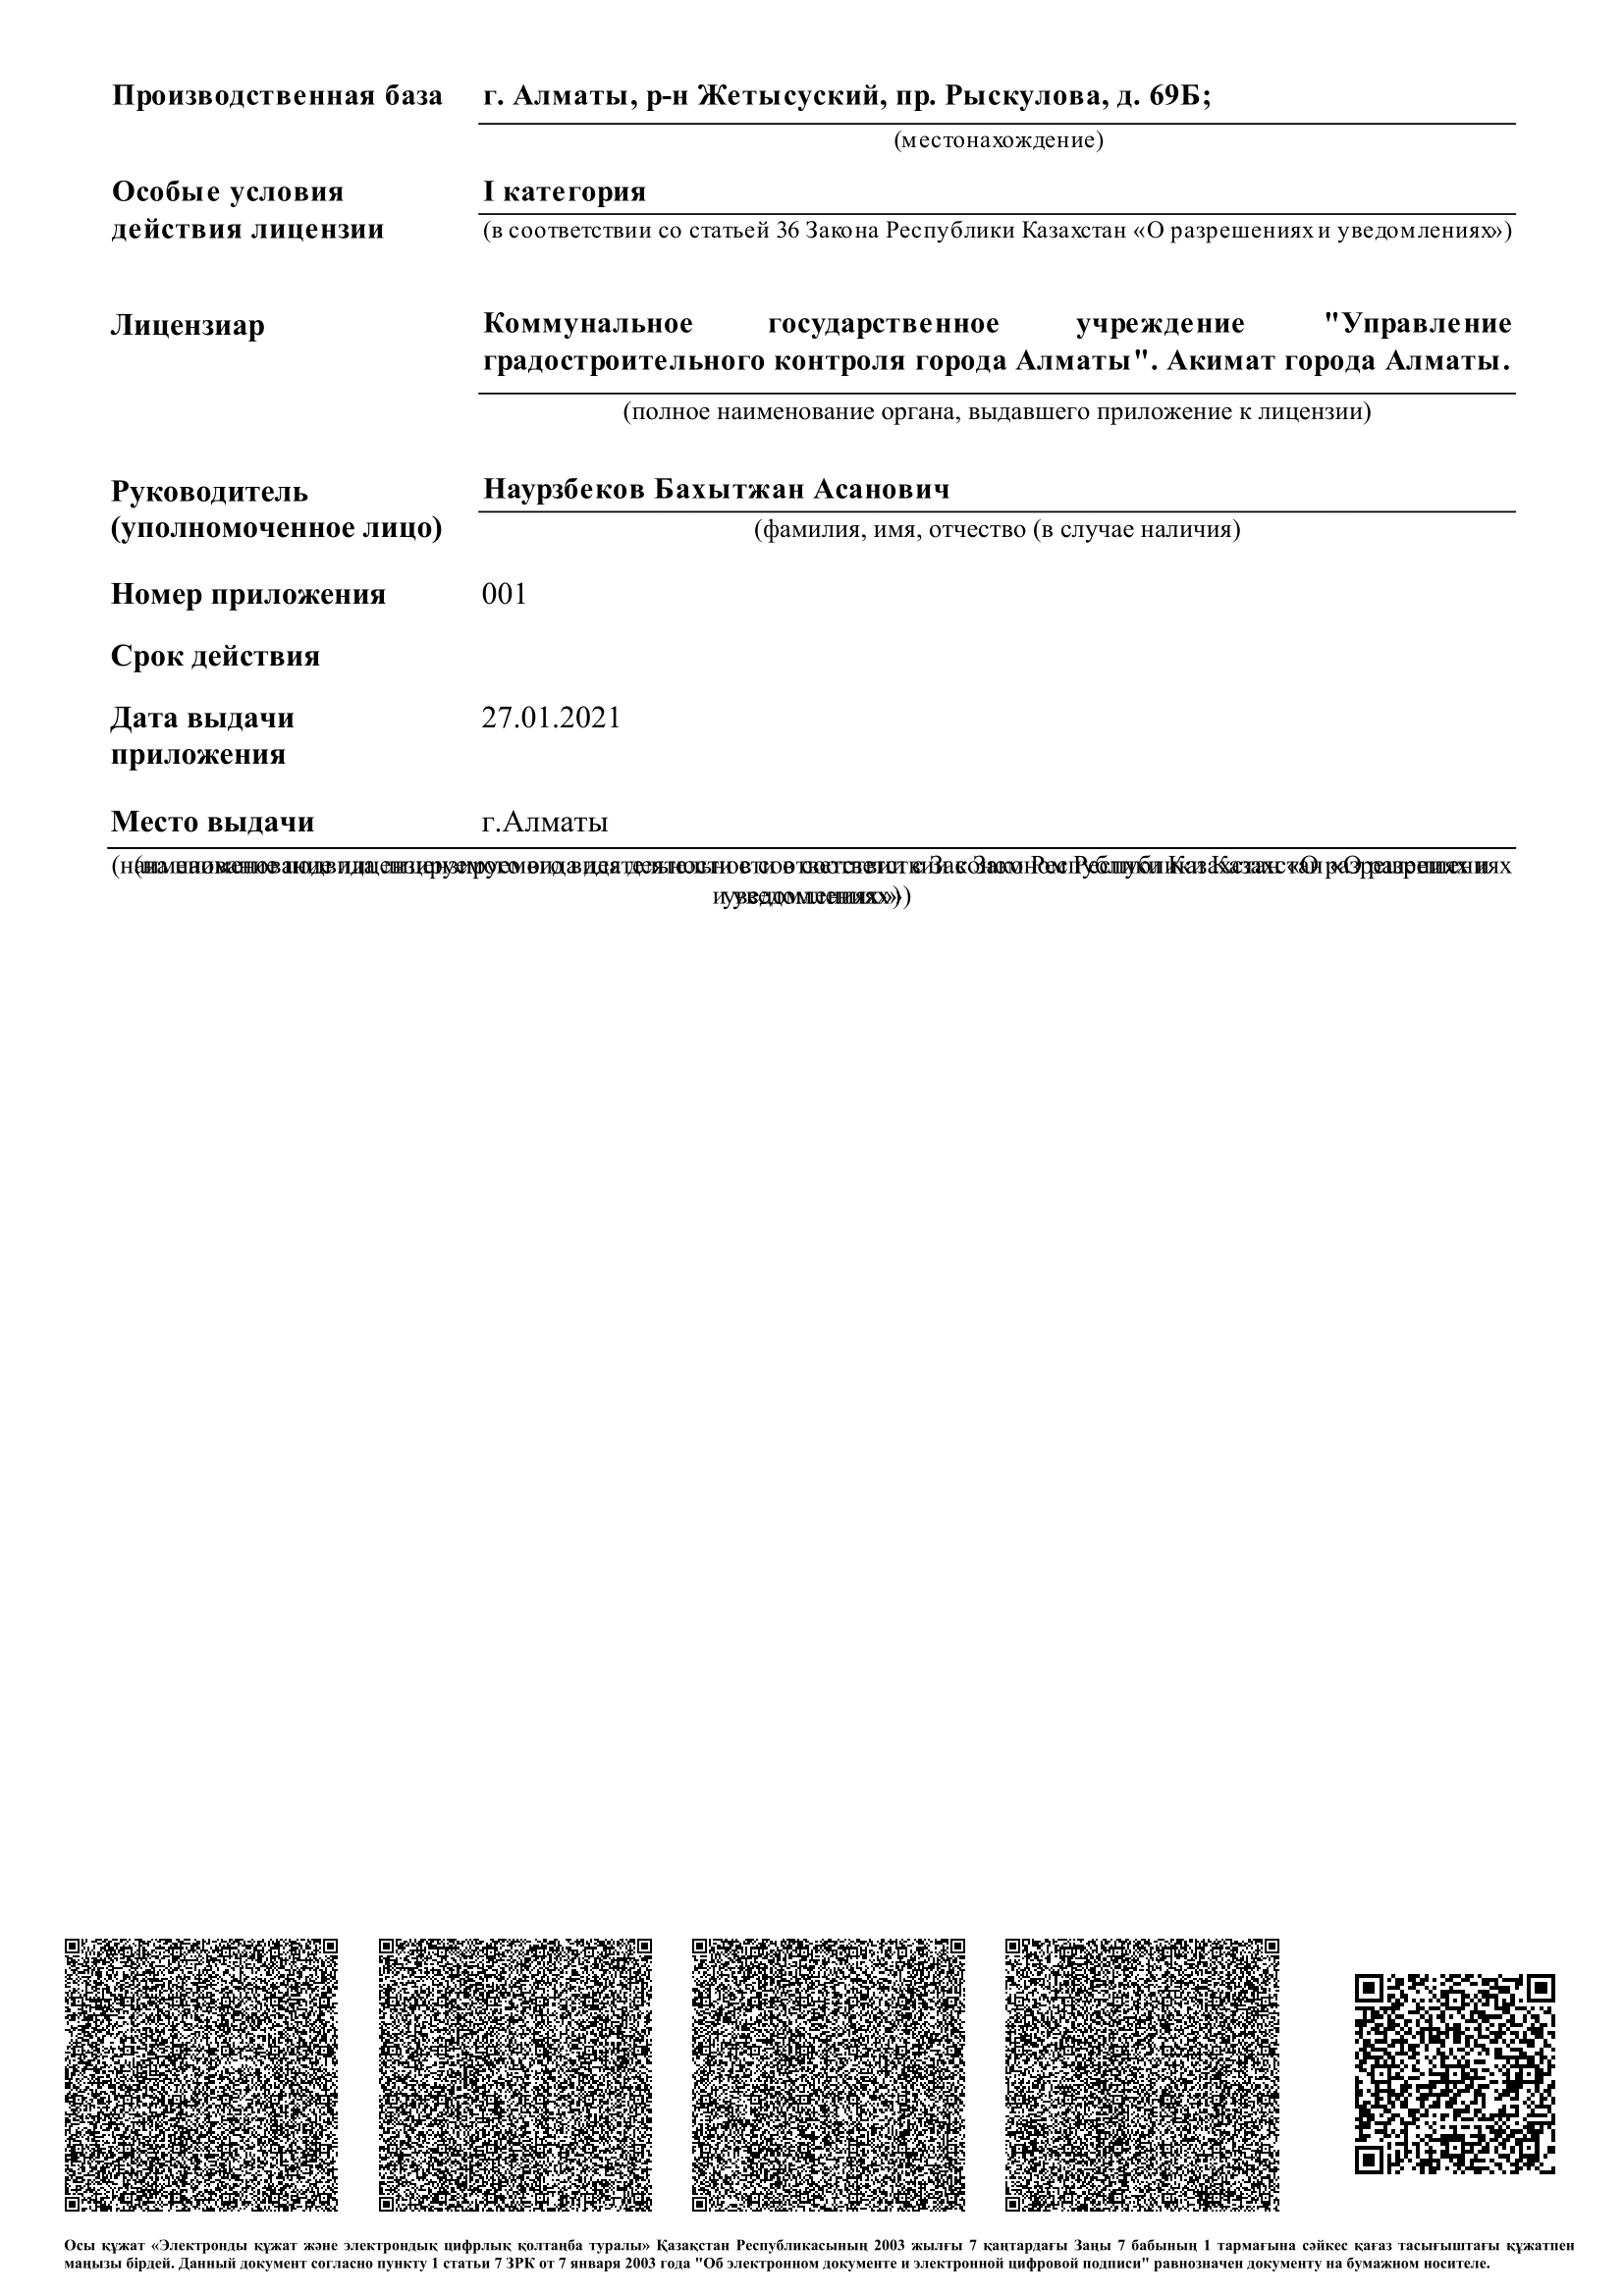 Производственная база г. Алматы, р-н Жетысуский, пр. Рыскулова, д. 69Б;
(местонахождение)
Особые условия I категория
действия лицензии (в соответствии со статьей 36 Закона Республики Казахстан «О разрешениях и уведомлениях»)
Лицензиар Коммунальное государственное учреждение "Управление
градостроительного контроля города Алматы". Акимат города Алматы.
(полное наименование органа, выдавшего приложение к лицензии)
Руководитель Наурзбеков Бахытжан Асанович
(уполномоченное лицо) (фамилия, имя, отчество (в случае наличия)
Номер приложения 001
Срок действия
Дата выдачи 27.01.2021
приложения
Место выдачи г.Алматы
Осы құжат «Электронды құжат және электрондық цифрлық қолтаңба туралы» Қазақстан Республикасының 2003 жылғы 7 қаңтардағы Заңы 7 бабының 1 тармағына сәйкес қағаз тасығыштағы құжатпен
маңызы бірдей. Данный документ согласно пункту 1 статьи 7 ЗРК от 7 января 2003 года "Об электронном документе и электронной цифровой подписи" равнозначен документу на бумажном носителе.